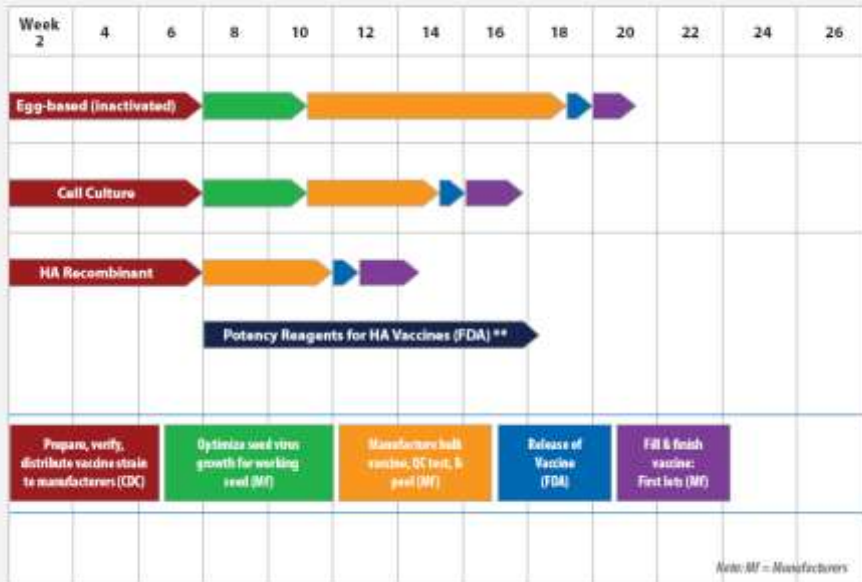 Week
2 4 6 8 10 12 14 16 18 20 22 24 26
Egg-based (inactivated)
Cell Culture
HA Recombinant
Potency Reagents for HA Vaccines (FDA) **
Prepare, verify,
distribute vaccine strain
to manufacturers (CDC)
Optimize seed virus
growth for working
seed (Mf)
Manufacture bulk
vaccine, QC test, &
pool (Mf)
Release of
Vaccine
(FDA)
Fill & finish
vaccine:
First lots (Mf)
Note: Mf = Manufacturers